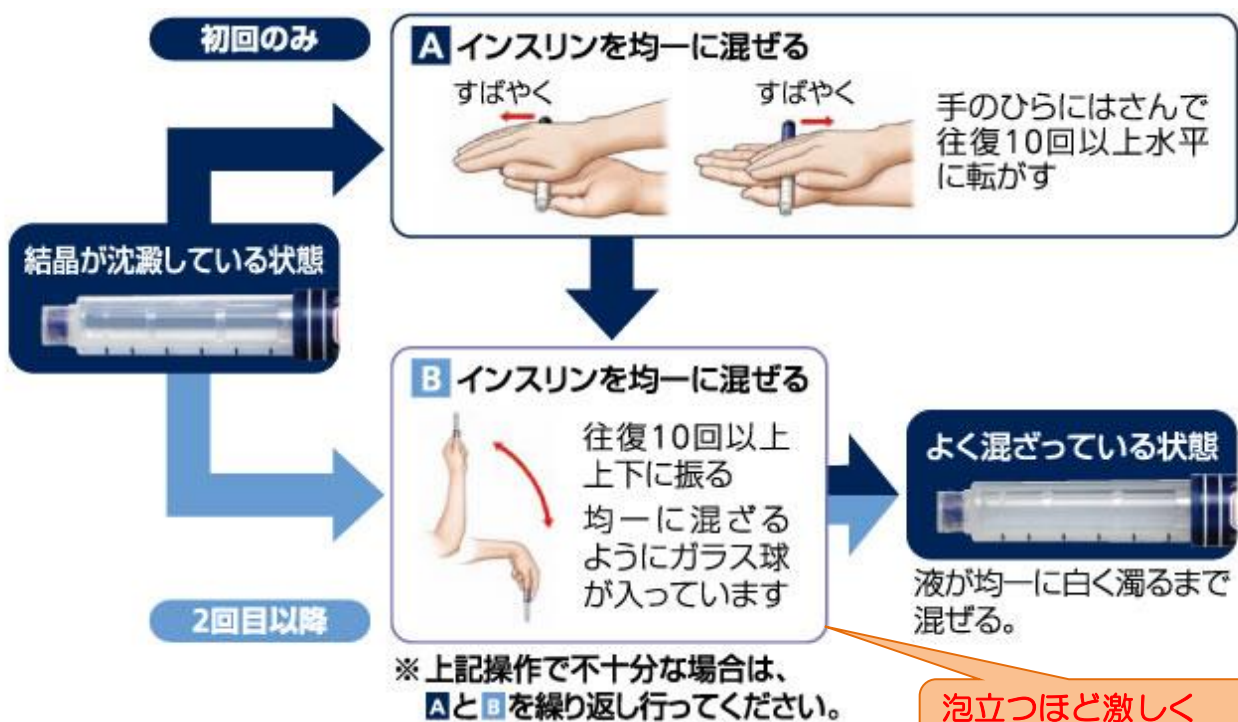 初回のみ
A インスリンを均一に混ぜる
すばやく
すばやく
手のひらにはさんで
往復10回以上水平
に転がす
結晶が沈澱している状態
B インスリンを均一に混ぜる
往復10回以上
上下に振る
均一に混ざる
ようにガラス球
が入っています
2回目以降
よく混ざっている状態
液が均一に白く濁るまで
混ぜる。
※上記操作で不十分な場合は、
AとBを繰り返し行ってください。
泡立つほど激しく